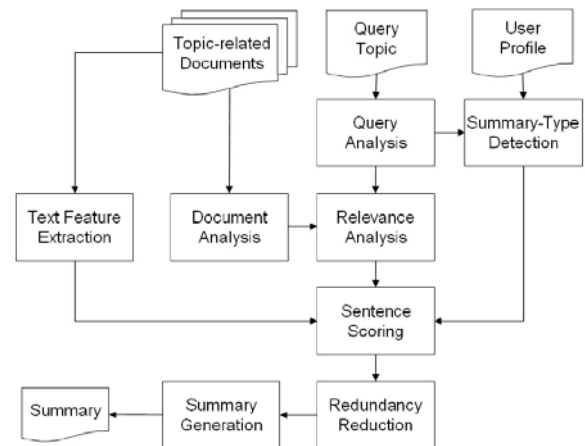 Topic-related
Documents
Query
Topic
User
Profile
Query
Analysis
Summary-Type
Detection
Text Feature
Extraction
Document
Analysis
Relevance
Analysis
Sentence
Scoring
Summary
Summary
Generation
Redundancy
Reduction